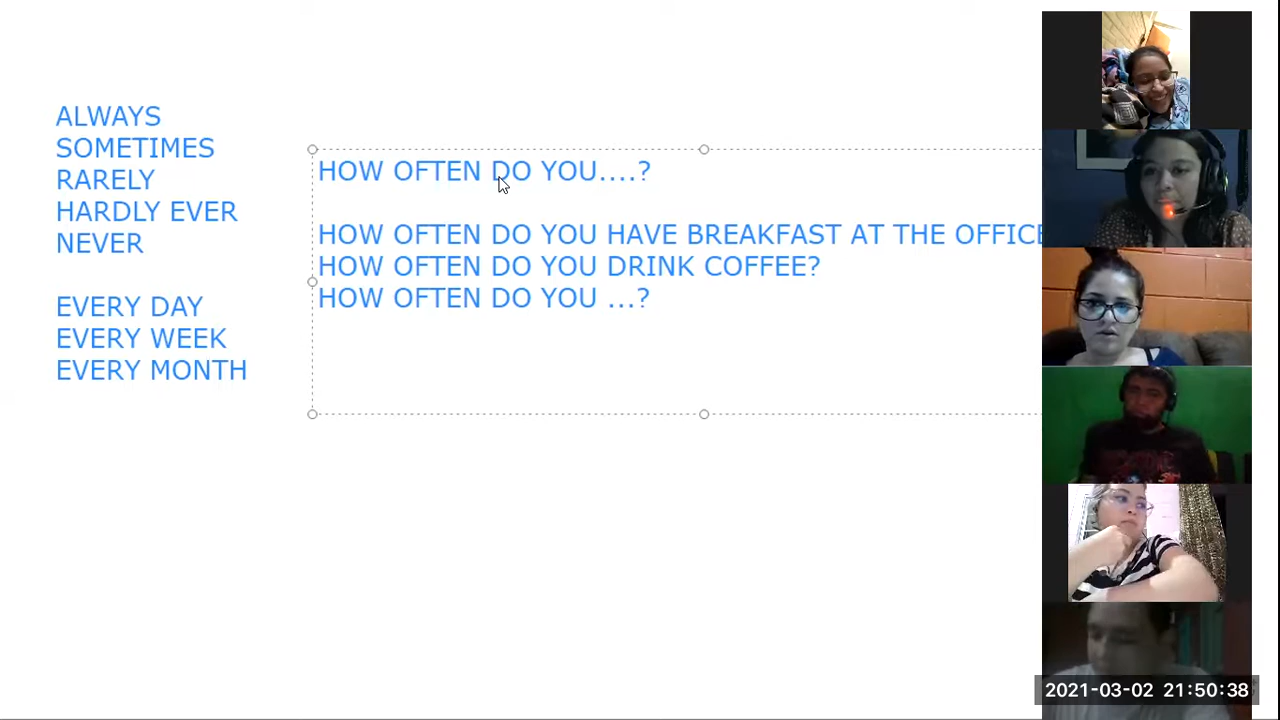 ALWAYS
SOMETIMES
RARELY
HARDLY EVER
NEVER
EVERY DAY
EVERY WEEK
EVERY MONTH
HOW OFTEN DO YOU....?
HOW OFTEN DO YOU HAVE BREAKFAST AT THE OFFICE
HOW OFTEN DO YOU DRINK COFFEE?
HOW OFTEN DO YOU ...?
2021-03-02 21:50:38